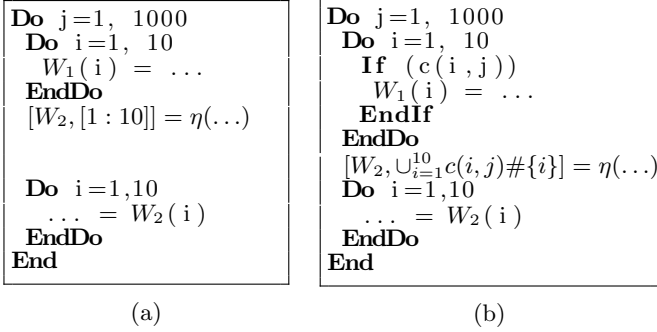 Do j=1, 1000
Do i=1, 10
W₁(i) = ...
EndDo
[W₂,[1 : 10]] = η(...)
Do i=1,10
... = W₂(i)
EndDo
End
(a)
Do j=1, 1000
Do i=1, 10
If (c(i,j))
W₁(i) = ...
EndIf
EndDo
[W₂, ∪¹⁰ᵢ₌₁c(i, j)#{i}] = η(...)
Do i=1,10
... = W₂(i)
EndDo
End
(b)